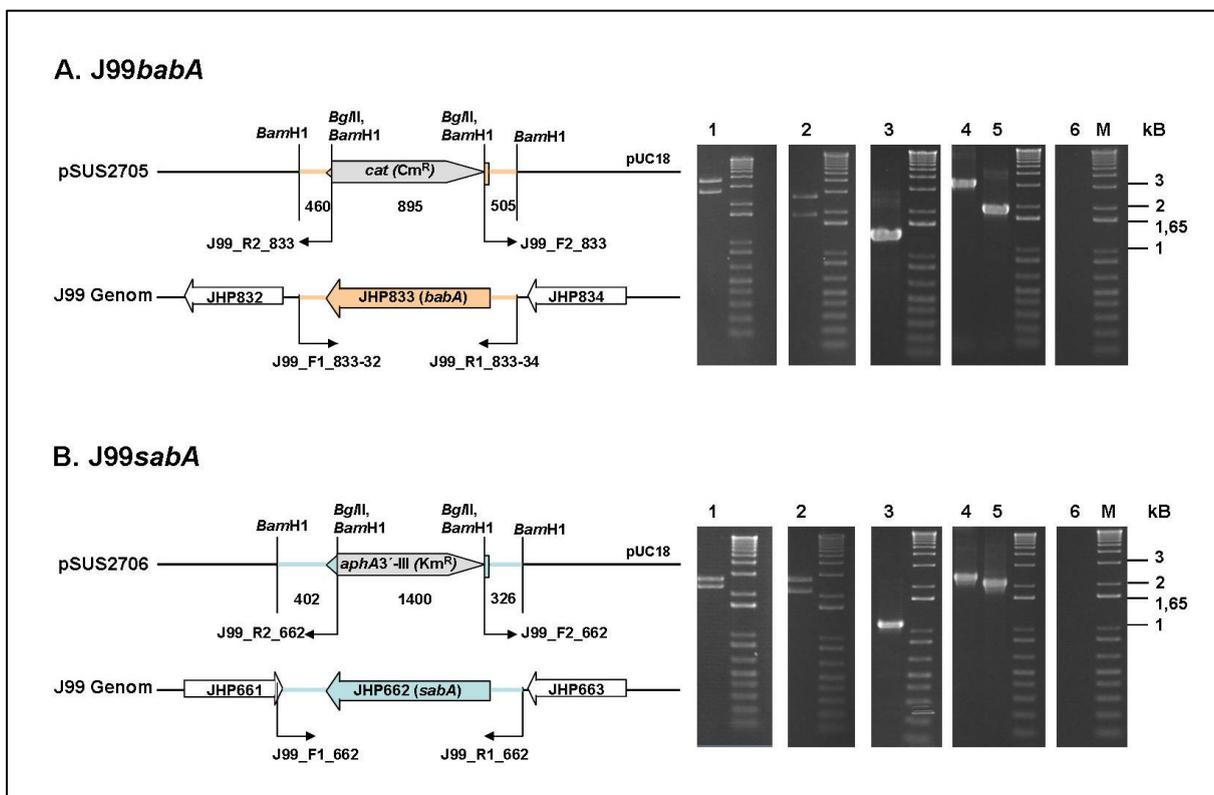 A. J99babA
BamH1
BglII,
BamH1
BglII,
BamH1
BamH1
pSUS2705
cat (CmR)
pUC18
460
895
505
J99_R2_833
J99_F2_833
J99 Genom
JHP832
JHP833 (babA)
JHP834
J99_F1_833-32
J99_R1_833-34
1 2 3 4 5 6 M kB
3
2
1,65
1
B. J99sabA
BamH1
BglII,
BamH1
BglII,
BamH1
BamH1
pSUS2706
aphA3´-III (KmR)
pUC18
402
1400
326
J99_R2_662
J99_F2_662
J99 Genom
JHP661
JHP662 (sabA)
JHP663
J99_F1_662
J99_R1_662
1 2 3 4 5 6 M kB
3
2
1,65
1